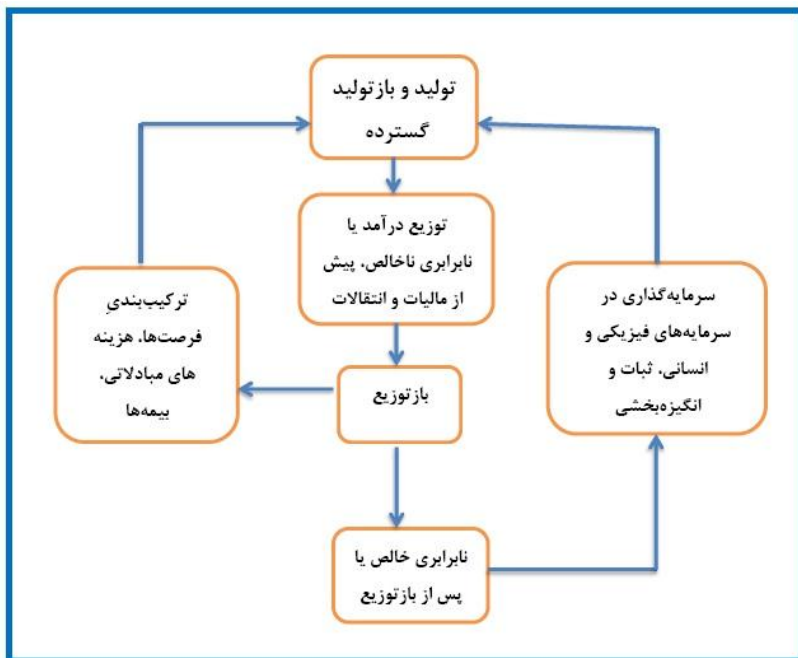 تولید و بازتولید
گسترده
توزیع درآمد یا
نابرابری ناخالص، پیش
از مالیات و انتقالات
سرمایه‌گذاری در
سرمایه‌های فیزیکی و
انسانی، ثبات و
انگیزه‌بخشی
ترکیب‌بندیِ
فرصت‌ها، هزینه
های مبادلاتی،
بیمه‌ها
بازتوزیع
نابرابری خالص یا
پس از بازتوزیع